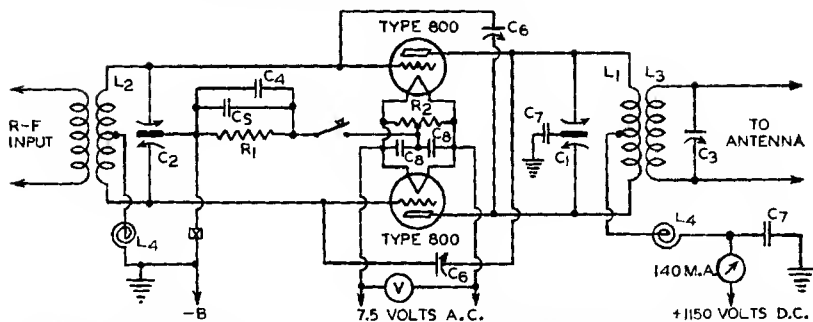 TYPE 800
C6
L2
C4
L1
L3
C5
R2
R-F
INPUT
C7
TO
ANTENNA
C2
R1
C8
C8
C1
C3
TYPE 800
L4
L4
C7
C6
140 M.A.
V
-B
7.5 VOLTS A.C.
+1150 VOLTS D.C.